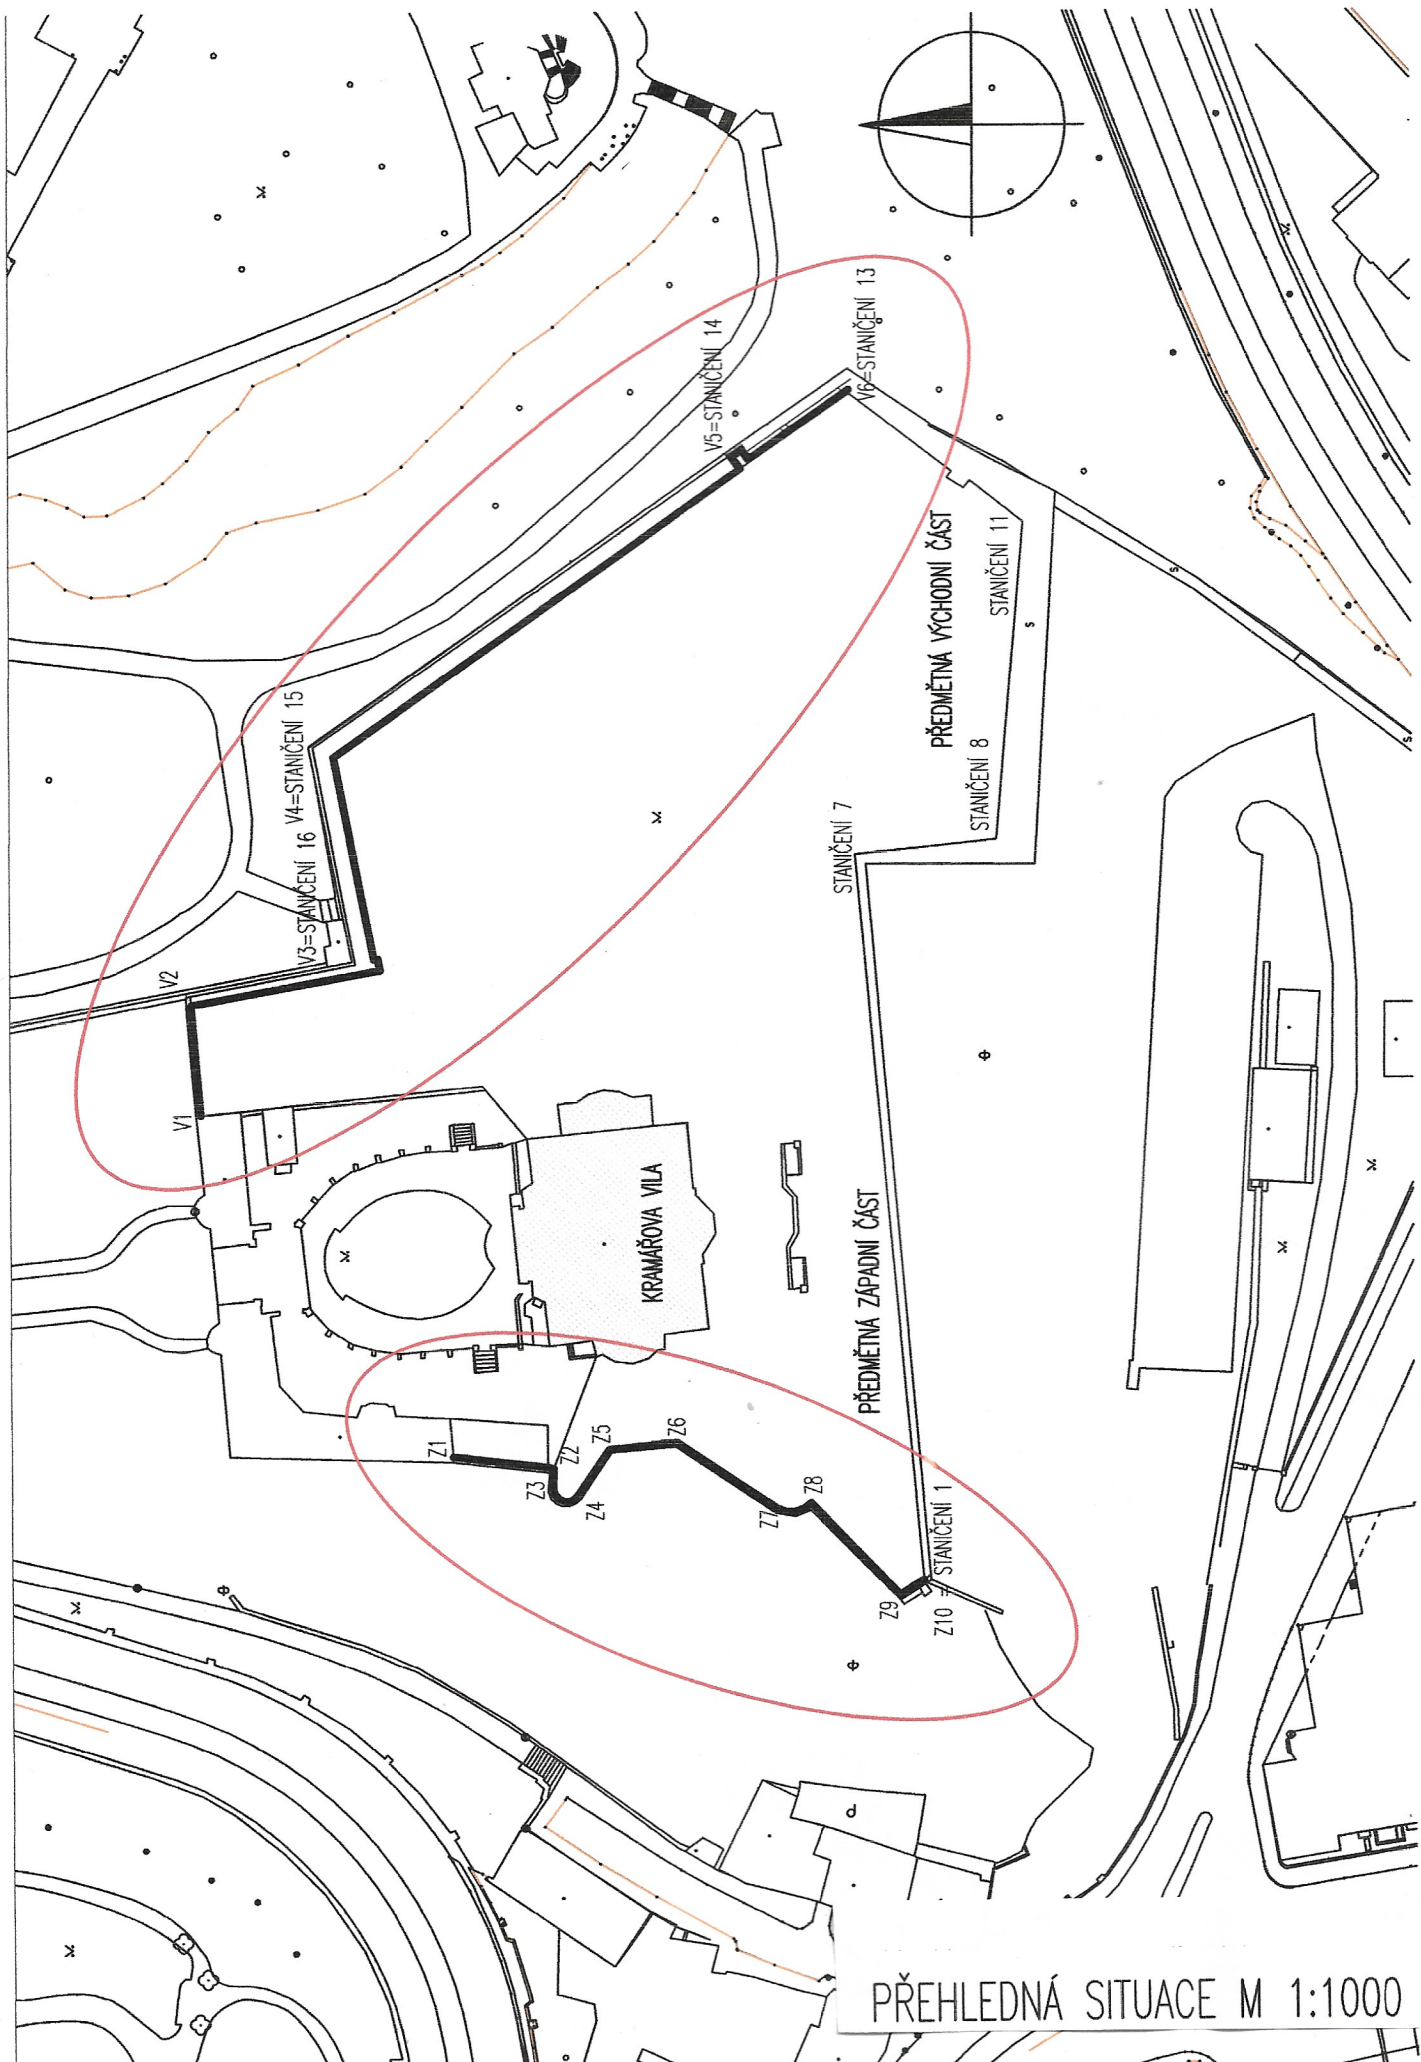 V6=STANIČENÍ 13
V5=STANIČENÍ 14
V4=STANIČENÍ 15
V3=STANIČENÍ 16
V2
V1
STANIČENÍ 11
PŘEDMĚTNÁ VÝCHODNÍ ČÁST
STANIČENÍ 8
STANIČENÍ 7
KRAMÁŘOVA VILA
PŘEDMĚTNÁ ZÁPADNÍ ČÁST
Z1
Z2
Z3
Z4
Z5
Z6
Z7
Z8
Z9
Z10 = STANIČENÍ 1
s
s
s
d
PŘEHLEDNÁ SITUACE M 1:1000